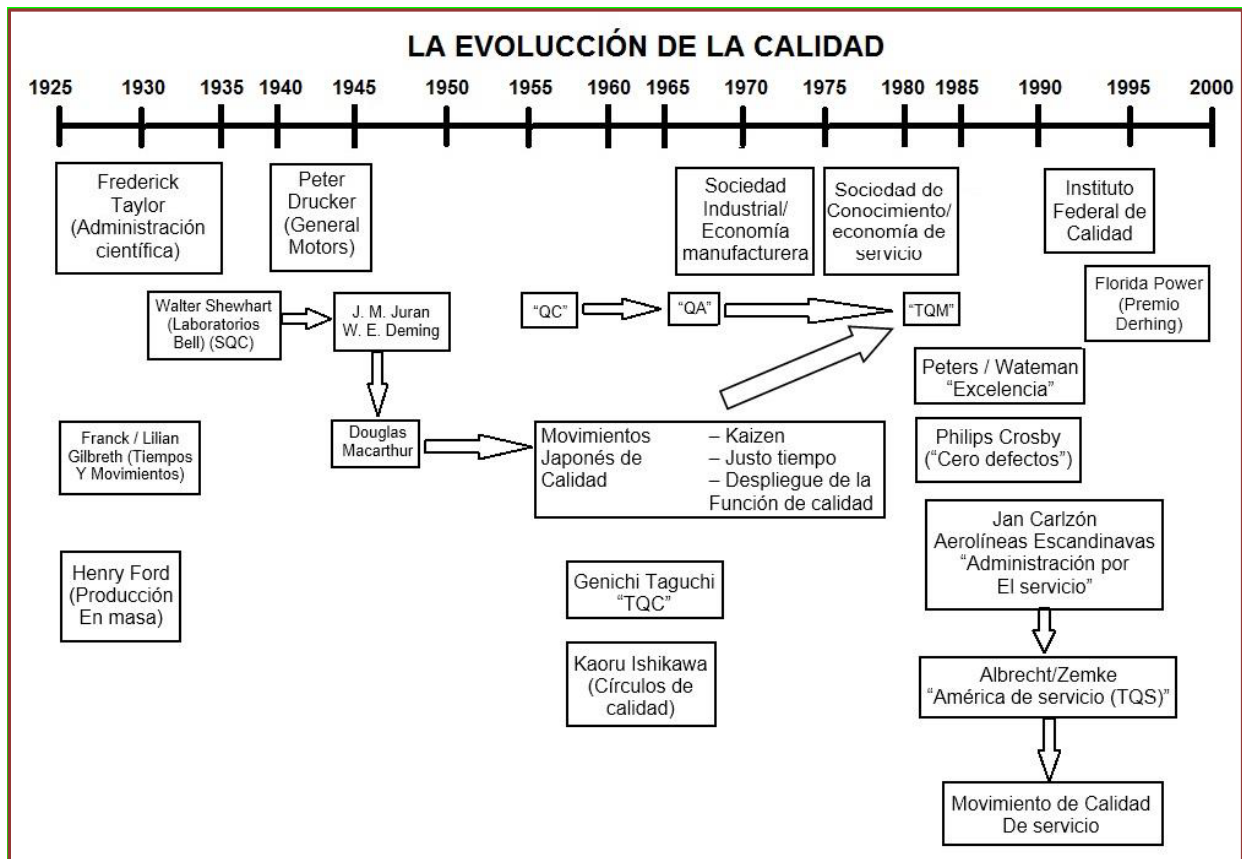 LA EVOLUCCIÓN DE LA CALIDAD
1925 1930 1935 1940 1945 1950 1955 1960 1965 1970 1975 1980 1985 1990 1995 2000
Frederick
Taylor
(Administración
científica)
Peter
Drucker
(General
Motors)
Sociedad
Industrial/
Economía
manufacturera
Sociedad de
Conocimiento/
economía de
servicio
Instituto
Federal de
Calidad
Walter Shewhart
(Laboratorios
Bell) (SQC)
J. M. Juran
W. E. Deming
“QC”
“QA”
“TQM”
Florida Power
(Premio
Derhing)
Peters / Wateman
“Excelencia”
Franck / Lilian
Gilbreth (Tiempos
Y Movimientos)
Douglas
Macarthur
Movimientos
Japonés de
Calidad
– Kaizen
– Justo tiempo
– Despliegue de la
Función de calidad
Philips Crosby
(“Cero defectos”)
Jan Carlzón
Aerolíneas Escandinavas
“Administración por
El servicio”
Henry Ford
(Producción
En masa)
Genichi Taguchi
“TQC”
Kaoru Ishikawa
(Círculos de
calidad)
Albrecht/Zemke
“América de servicio (TQS)”
Movimiento de Calidad
De servicio